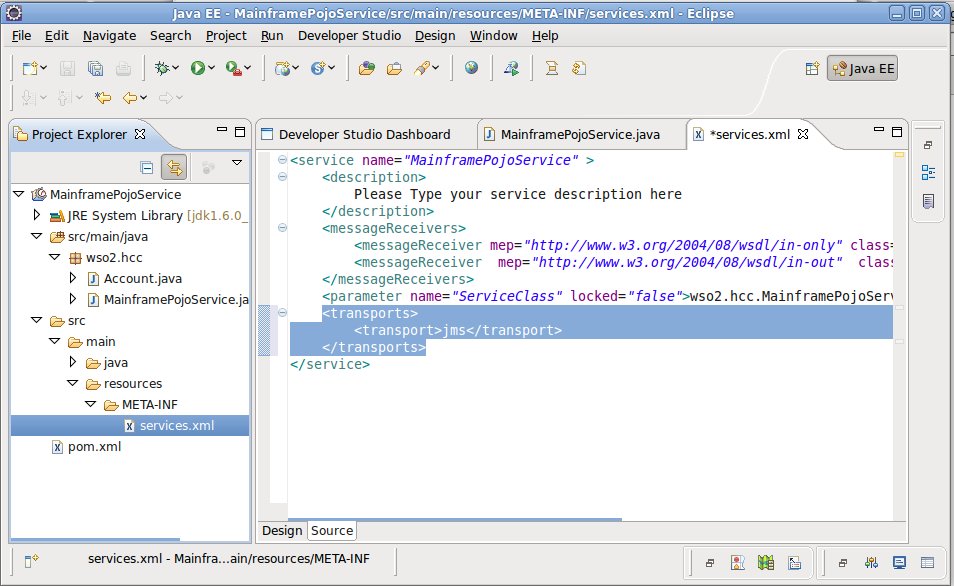 Java EE - MainframePojoService/src/main/resources/META-INF/services.xml - Eclipse
File Edit Navigate Search Project Run Developer Studio Design Window Help
Java EE
Project Explorer
Developer Studio Dashboard
MainframePojoService.java
*services.xml
MainframePojoService
JRE System Library [jdk1.6.0_
src/main/java
wso2.hcc
Account.java
MainframePojoService.ja
src
main
java
resources
META-INF
services.xml
pom.xml
<service name="MainframePojoService" >
<description>
Please Type your service description here
</description>
<messageReceivers>
<messageReceiver mep="http://www.w3.org/2004/08/wsdl/in-only" class=
<messageReceiver  mep="http://www.w3.org/2004/08/wsdl/in-out"  clas
</messageReceivers>
<parameter name="ServiceClass" locked="false">wso2.hcc.MainframePojoServ
<transports>
<transport>jms</transport>
</transports>
</service>
Design Source
services.xml - Mainfra...ain/resources/META-INF